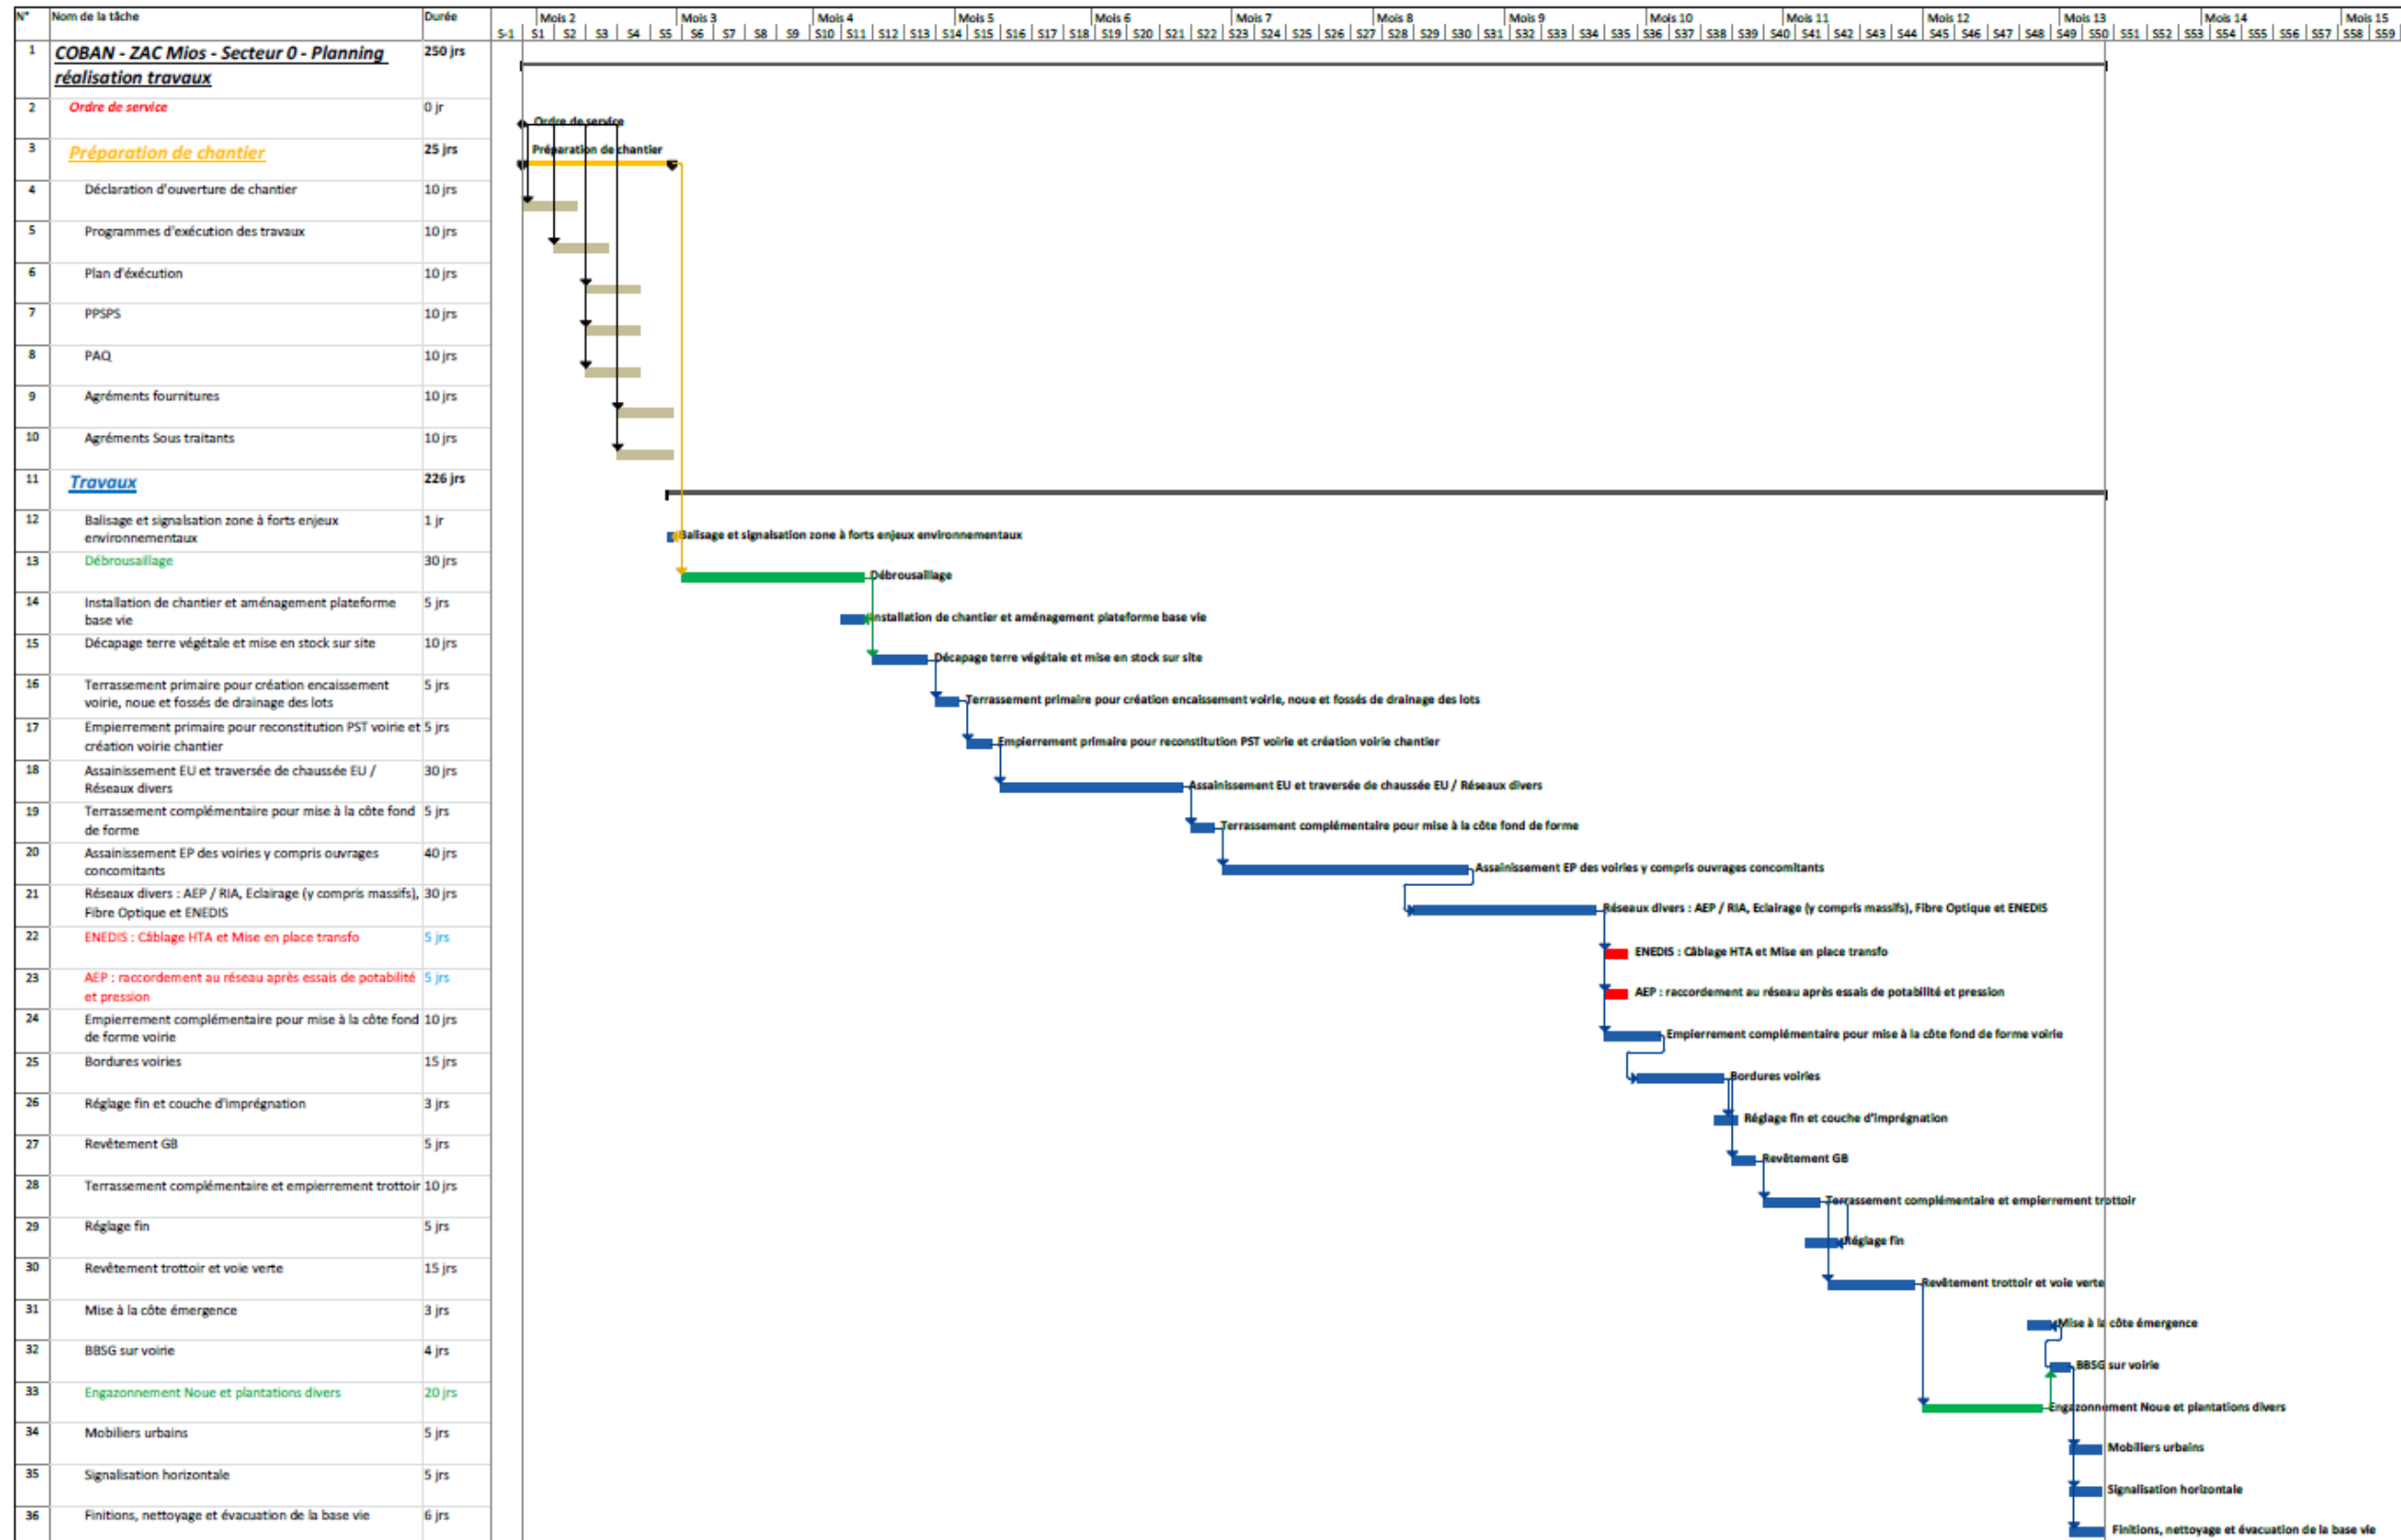 N° Nom de la tâche Durée Mois 2 Mois 3 Mois 4 Mois 5 Mois 6 Mois 7 Mois 8 Mois 9 Mois 10 Mois 11 Mois 12 Mois 13 Mois 14 Mois 15
S-1 S1 S2 S3 S4 S5 S6 S7 S8 S9 S10 S11 S12 S13 S14 S15 S16 S17 S18 S19 S20 S21 S22 S23 S24 S25 S26 S27 S28 S29 S30 S31 S32 S33 S34 S35 S36 S37 S38 S39 S40 S41 S42 S43 S44 S45 S46 S47 S48 S49 S50 S51 S52 S53 S54 S55 S56 S57 S58 S59
1 COBAN - ZAC Mios - Secteur 0 - Planning 250 jrs
réalisation travaux
2 Ordre de service 0 jr
Ordre de service
3 Préparation de chantier 25 jrs
Préparation de chantier
4 Déclaration d'ouverture de chantier 10 jrs
5 Programmes d'exécution des travaux 10 jrs
6 Plan d'éxécution 10 jrs
7 PPSPS 10 jrs
8 PAQ 10 jrs
9 Agréments fournitures 10 jrs
10 Agréments Sous traitants 10 jrs
11 Travaux 226 jrs
12 Balisage et signalsation zone à forts enjeux 1 jr
environnementaux
Balisage et signalsation zone à forts enjeux environnementaux
13 Débrousaillage 30 jrs
Débrousaillage
14 Installation de chantier et aménagement plateforme 5 jrs
base vie
Installation de chantier et aménagement plateforme base vie
15 Décapage terre végétale et mise en stock sur site 10 jrs
Décapage terre végétale et mise en stock sur site
16 Terrassement primaire pour création encaissement 5 jrs
voirie, noue et fossés de drainage des lots
Terrassement primaire pour création encaissement voirie, noue et fossés de drainage des lots
17 Empierrement primaire pour reconstitution PST voirie et 5 jrs
création voirie chantier
Empierrement primaire pour reconstitution PST voirie et création voirie chantier
18 Assainissement EU et traversée de chaussée EU / 30 jrs
Réseaux divers
Assainissement EU et traversée de chaussée EU / Réseaux divers
19 Terrassement complémentaire pour mise à la côte fond 5 jrs
de forme
Terrassement complémentaire pour mise à la côte fond de forme
20 Assainissement EP des voiries y compris ouvrages 40 jrs
concomitants
Assainissement EP des voiries y compris ouvrages concomitants
21 Réseaux divers : AEP / RIA, Eclairage (y compris massifs), 30 jrs
Fibre Optique et ENEDIS
Réseaux divers : AEP / RIA, Eclairage (y compris massifs), Fibre Optique et ENEDIS
22 ENEDIS : Câblage HTA et Mise en place transfo 5 jrs
ENEDIS : Câblage HTA et Mise en place transfo
23 AEP : raccordement au réseau après essais de potabilité 5 jrs
et pression
AEP : raccordement au réseau après essais de potabilité et pression
24 Empierrement complémentaire pour mise à la côte fond 10 jrs
de forme voirie
Empierrement complémentaire pour mise à la côte fond de forme voirie
25 Bordures voiries 15 jrs
Bordures voiries
26 Réglage fin et couche d'imprégnation 3 jrs
Réglage fin et couche d'imprégnation
27 Revêtement GB 5 jrs
Revêtement GB
28 Terrassement complémentaire et empierrement trottoir 10 jrs
Terrassement complémentaire et empierrement trottoir
29 Réglage fin 5 jrs
Réglage fin
30 Revêtement trottoir et voie verte 15 jrs
Revêtement trottoir et voie verte
31 Mise à la côte émergence 3 jrs
Mise à la côte émergence
32 BBSG sur voirie 4 jrs
BBSG sur voirie
33 Engazonnement Noue et plantations divers 20 jrs
Engazonnement Noue et plantations divers
34 Mobiliers urbains 5 jrs
Mobiliers urbains
35 Signalisation horizontale 5 jrs
Signalisation horizontale
36 Finitions, nettoyage et évacuation de la base vie 6 jrs
Finitions, nettoyage et évacuation de la base vie